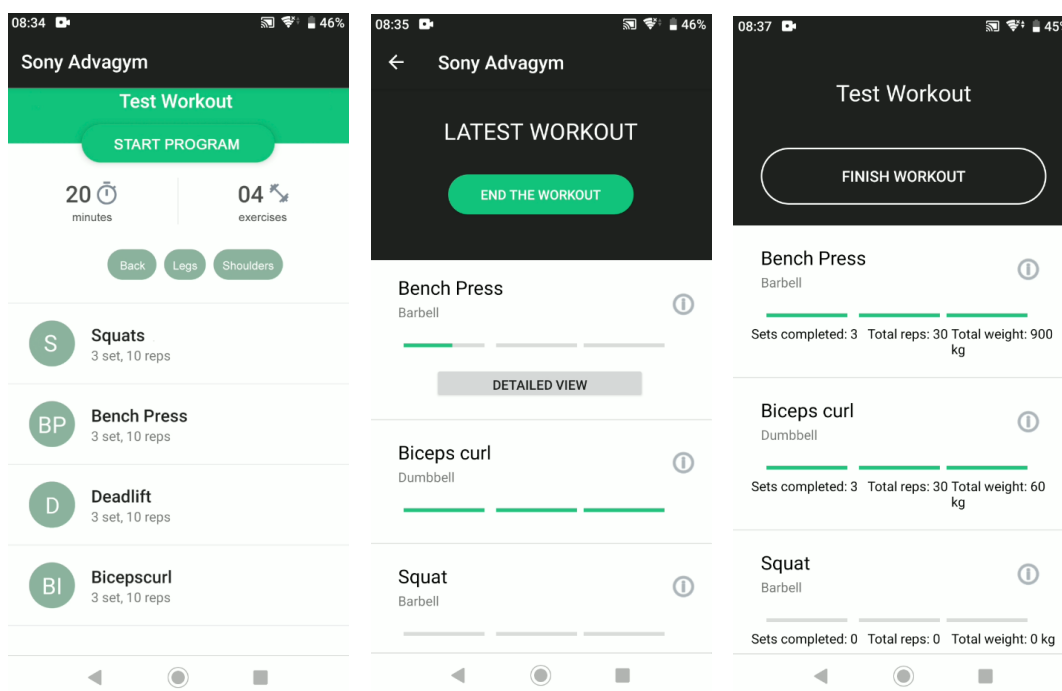 08:34
46%
Sony Advagym
Test Workout
START PROGRAM
20
minutes
04
exercises
Back
Legs
Shoulders
S
Squats
3 set, 10 reps
BP
Bench Press
3 set, 10 reps
D
Deadlift
3 set, 10 reps
BI
Bicepscurl
3 set, 10 reps
08:35
46%
Sony Advagym
LATEST WORKOUT
END THE WORKOUT
Bench Press
Barbell
DETAILED VIEW
Biceps curl
Dumbbell
Squat
Barbell
08:37
45%
Test Workout
FINISH WORKOUT
Bench Press
Barbell
Sets completed: 3 Total reps: 30 Total weight: 900
kg
Biceps curl
Dumbbell
Sets completed: 3 Total reps: 30 Total weight: 60
kg
Squat
Barbell
Sets completed: 0 Total reps: 0 Total weight: 0 kg